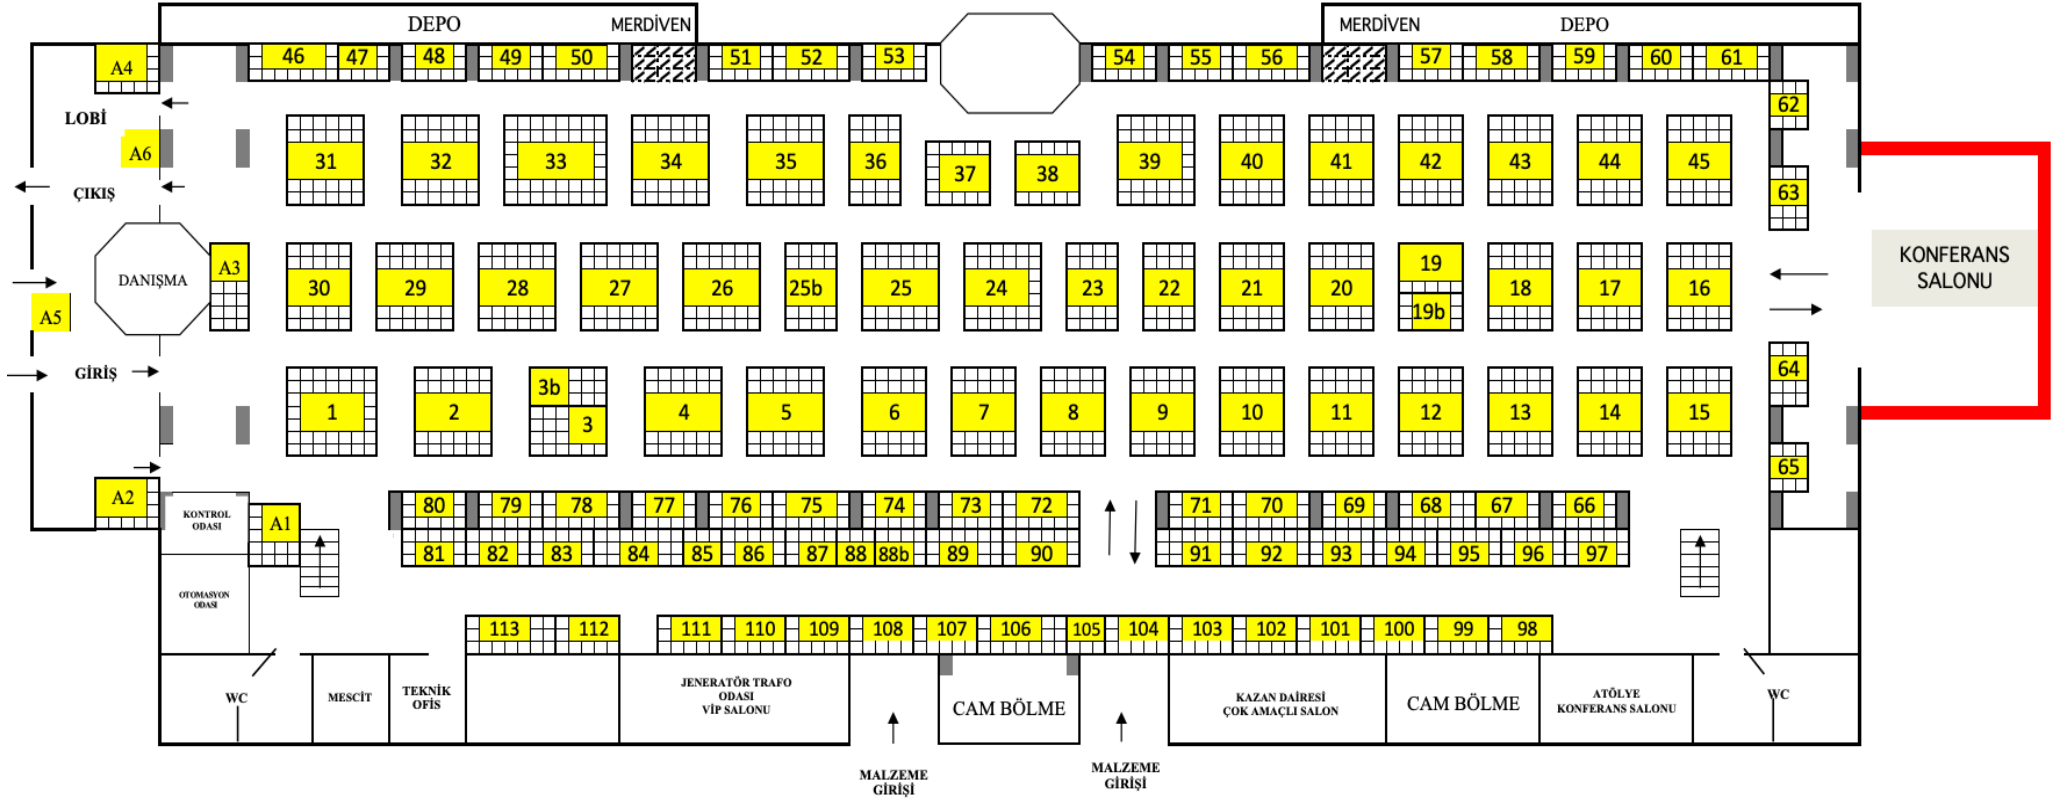 DEPO
MERDİVEN
MERDİVEN
DEPO
A4
46
47
48
49
50
51
52
53
54
55
56
57
58
59
60
61
62
LOBİ
A6
31
32
33
34
35
36
37
38
39
40
41
42
43
44
45
63
ÇIKIŞ
DANIŞMA
A3
A5
30
29
28
27
26
25b
25
24
23
22
21
20
19
19b
18
17
16
KONFERANS
SALONU
GİRİŞ
1
2
3b
3
4
5
6
7
8
9
10
11
12
13
14
15
64
65
A2
KONTROL
ODASI
A1
80
79
78
77
76
75
74
73
72
71
70
69
68
67
66
81
82
83
84
85
86
87
88
88b
89
90
91
92
93
94
95
96
97
OTOMASYON
ODASI
113
112
111
110
109
108
107
106
105
104
103
102
101
100
99
98
WC
MESCİT
TEKNİK
OFİS
JENERATÖR TRAFO
ODASI
VİP SALONU
CAM BÖLME
KAZAN DAİRESİ
ÇOK AMAÇLI SALON
CAM BÖLME
ATÖLYE
KONFERANS SALONU
WC
MALZEME
GİRİŞİ
MALZEME
GİRİŞİ